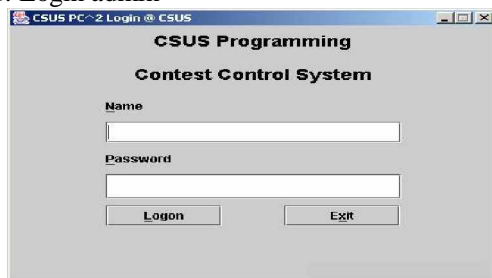 Login admin
CSUS PC^2 Login @ CSUS
CSUS Programming
Contest Control System
Name
Password
Logon
Exit